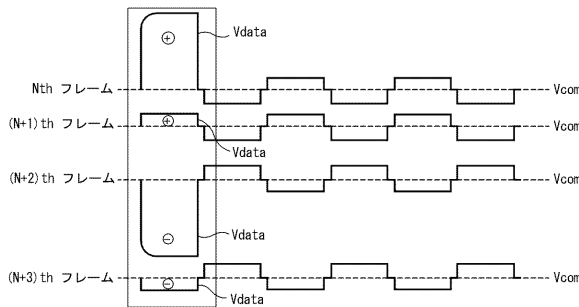 Vdata
Nth フレーム
Vcom
(N+1)th フレーム
Vcom
Vdata
(N+2)th フレーム
Vcom
Vdata
(N+3)th フレーム
Vcom
Vdata